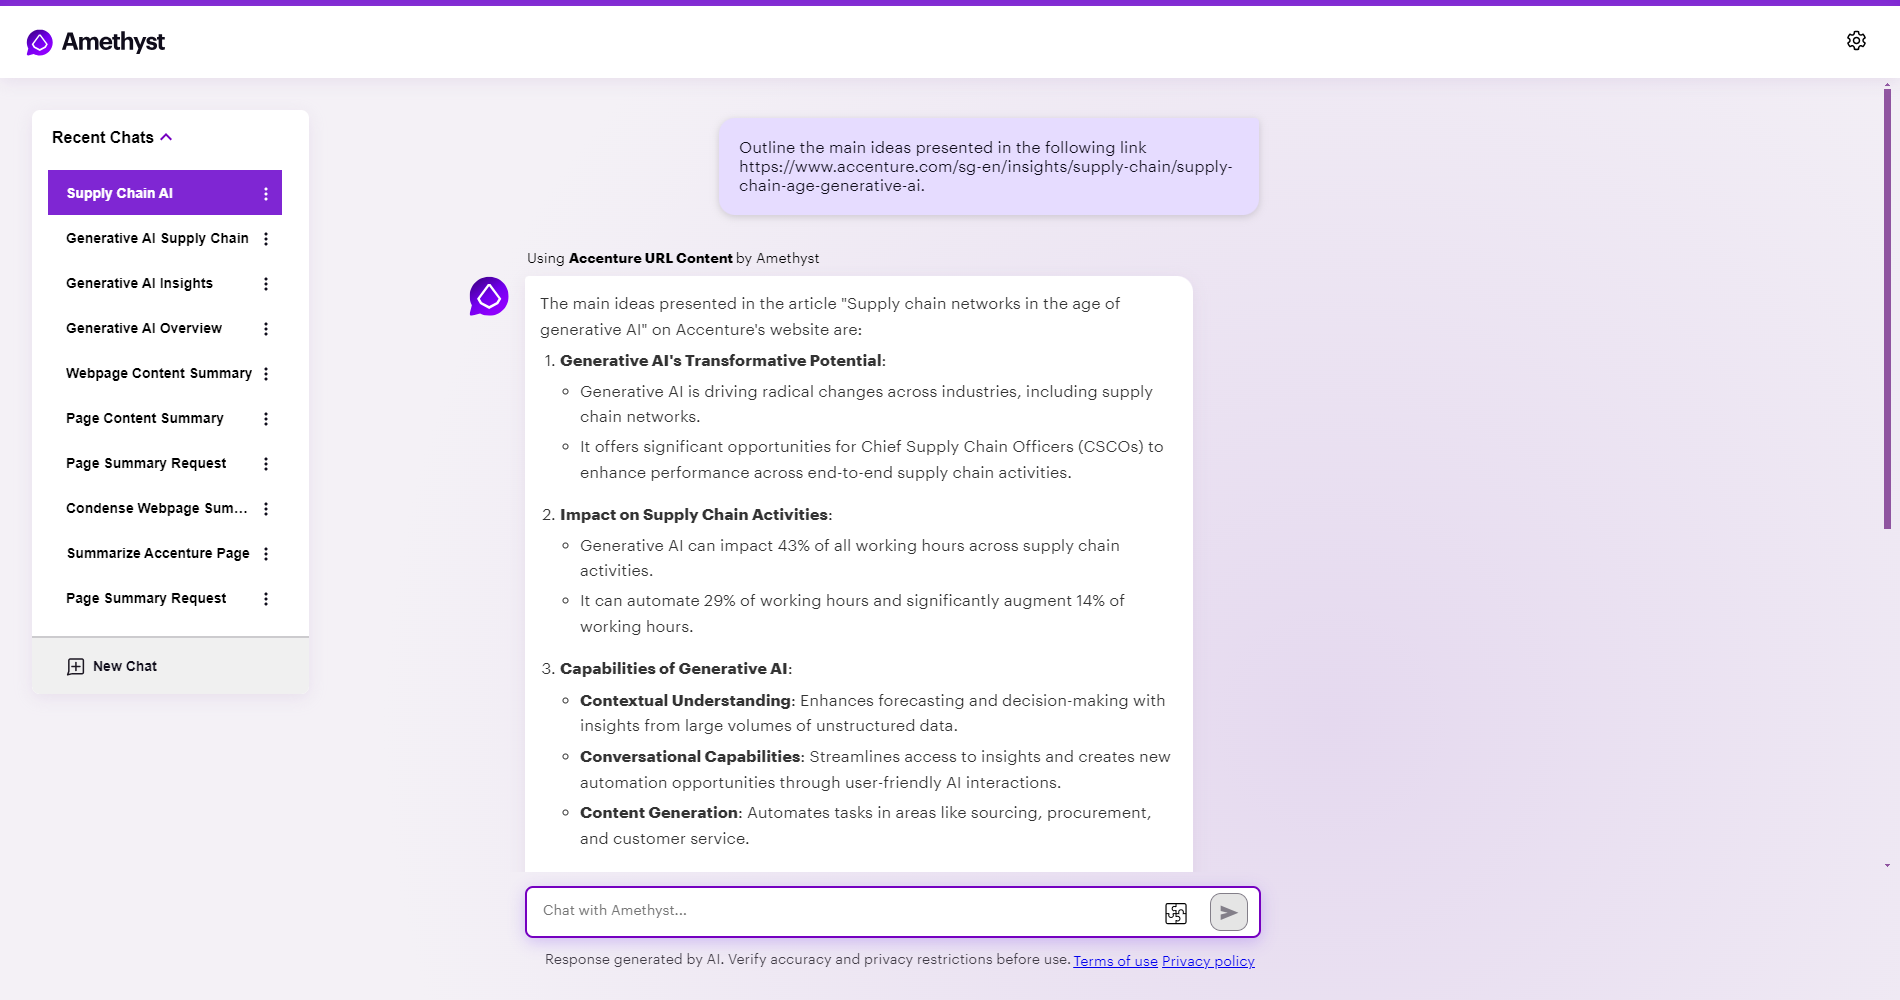 Amethyst
Recent Chats
Supply Chain AI
Generative AI Supply Chain
Generative AI Insights
Generative AI Overview
Webpage Content Summary
Page Content Summary
Page Summary Request
Condense Webpage Sum...
Summarize Accenture Page
Page Summary Request
New Chat
Outline the main ideas presented in the following link
https://www.accenture.com/sg-en/insights/supply-chain/supply-
chain-age-generative-ai.
Using Accenture URL Content by Amethyst
The main ideas presented in the article "Supply chain networks in the age of
generative AI" on Accenture's website are:
1. Generative AI's Transformative Potential:
◦ Generative AI is driving radical changes across industries, including supply
chain networks.
◦ It offers significant opportunities for Chief Supply Chain Officers (CSCOs) to
enhance performance across end-to-end supply chain activities.
2. Impact on Supply Chain Activities:
◦ Generative AI can impact 43% of all working hours across supply chain
activities.
◦ It can automate 29% of working hours and significantly augment 14% of
working hours.
3. Capabilities of Generative AI:
◦ Contextual Understanding: Enhances forecasting and decision-making with
insights from large volumes of unstructured data.
◦ Conversational Capabilities: Streamlines access to insights and creates new
automation opportunities through user-friendly AI interactions.
◦ Content Generation: Automates tasks in areas like sourcing, procurement,
and customer service.
Chat with Amethyst...
Response generated by AI. Verify accuracy and privacy restrictions before use. Terms of use Privacy policy